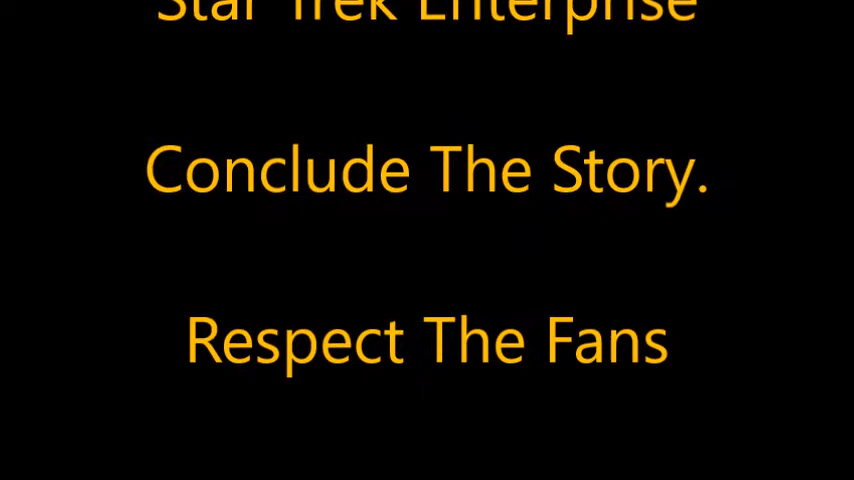 Star Trek Enterprise
Conclude The Story.
Respect The Fans